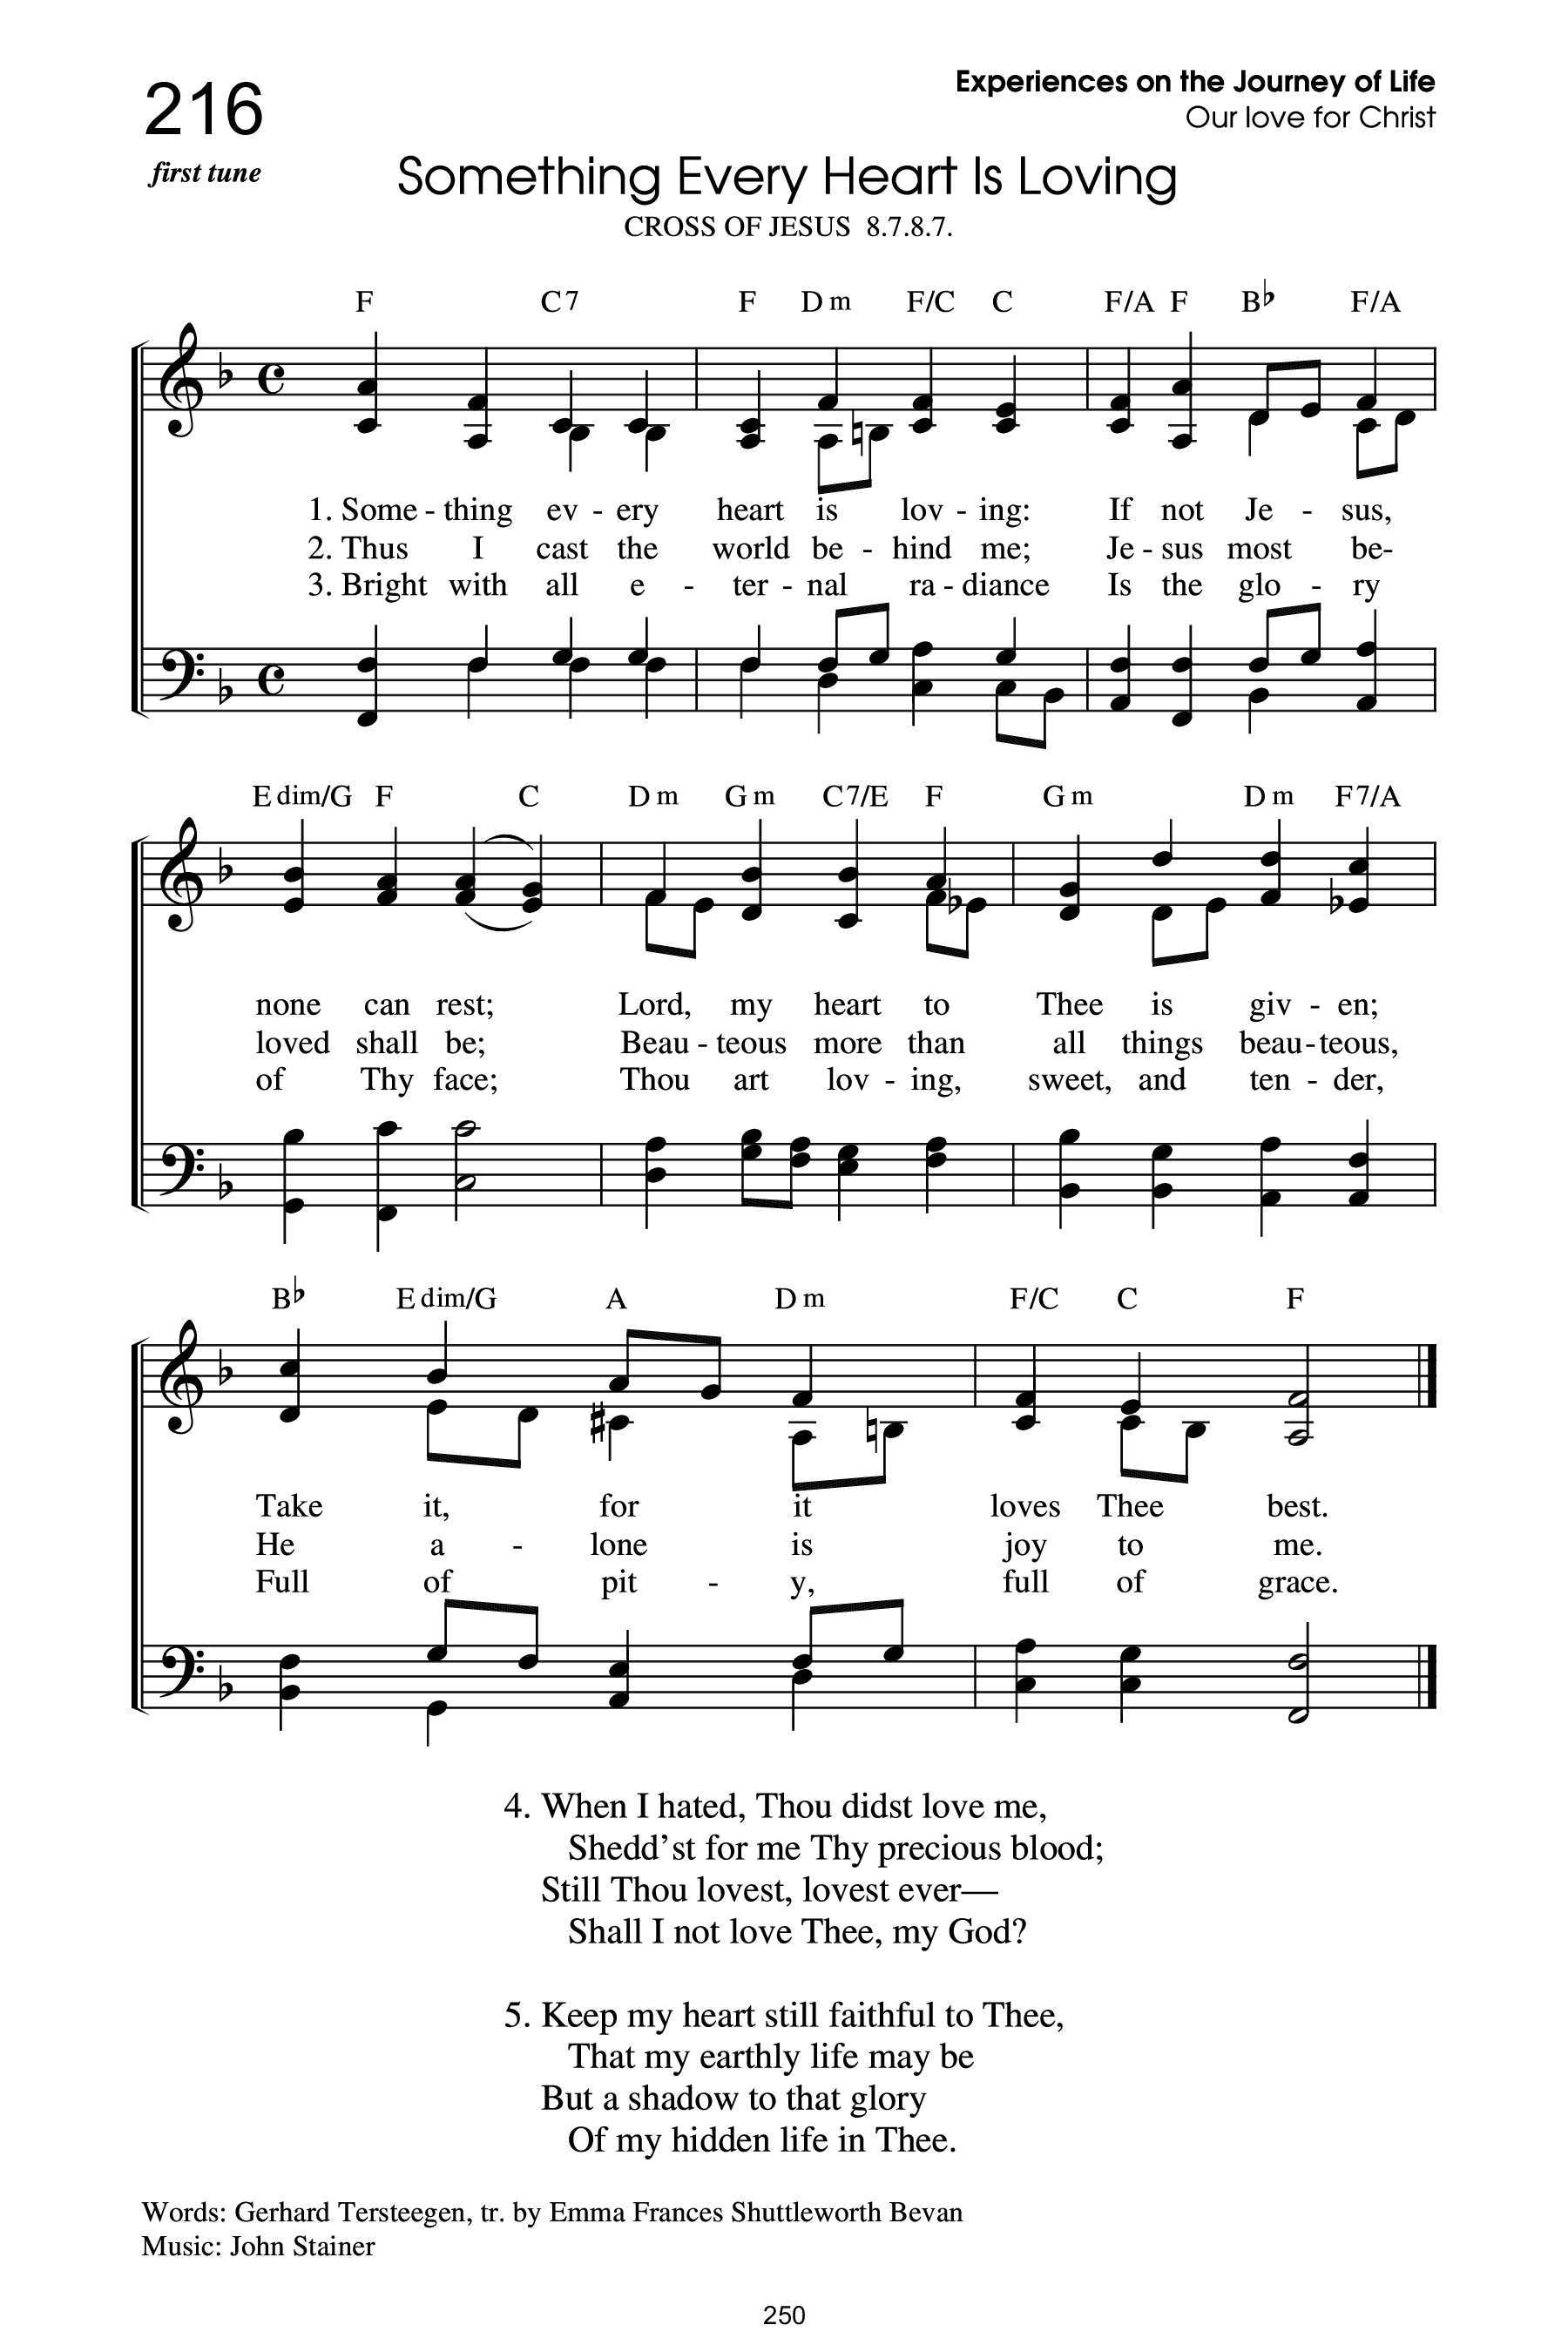 216
Experiences on the Journey of Life
Our love for Christ
first tune
Something Every Heart Is Loving
CROSS OF JESUS 8.7.8.7.
F C7 F Dm F/C C F/A F B♭ F/A
1. Some - thing ev - ery heart is lov - ing: If not Je - sus,
2. Thus I cast the world be - hind me; Je - sus most be-
3. Bright with all e - ter - nal ra - diance Is the glo - ry
Edim/G F C Dm Gm C7/E F Gm Dm F7/A
none can rest; Lord, my heart to Thee is giv - en;
loved shall be; Beau - teous more than all things beau - teous,
of Thy face; Thou art lov - ing, sweet, and ten - der,
B♭ Edim/G A Dm F/C C F
Take it, for it loves Thee best.
He a - lone is joy to me.
Full of pit - y, full of grace.
4. When I hated, Thou didst love me,
Shedd’st for me Thy precious blood;
Still Thou lovest, lovest ever—
Shall I not love Thee, my God?
5. Keep my heart still faithful to Thee,
That my earthly life may be
But a shadow to that glory
Of my hidden life in Thee.
Words: Gerhard Tersteegen, tr. by Emma Frances Shuttleworth Bevan
Music: John Stainer
250